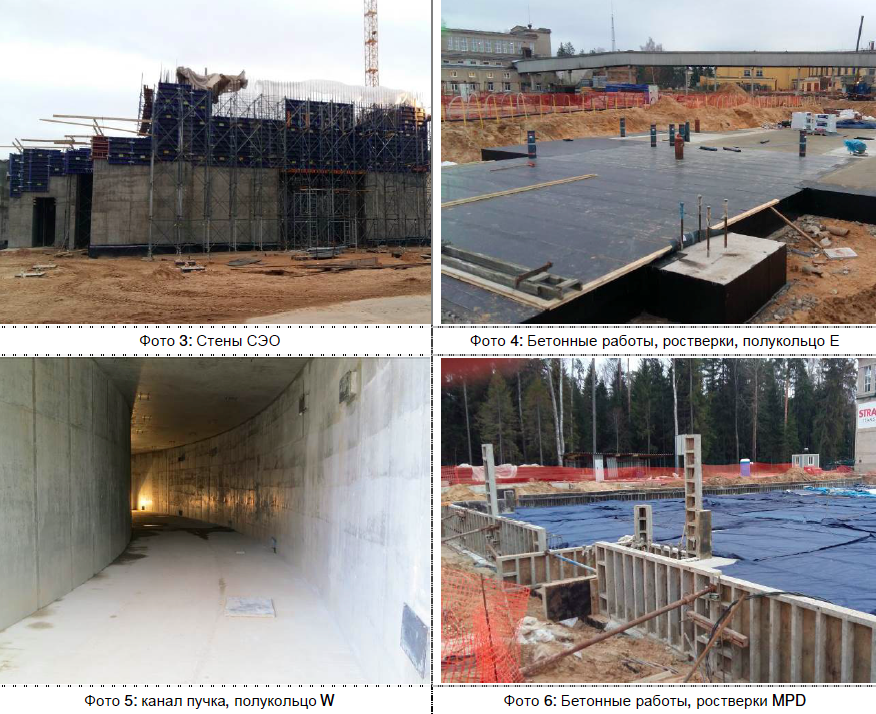 Фото 3: Стены СЭО
Фото 4: Бетонные работы, ростверки, полукольцо E
STRA
Фото 5: канал пучка, полукольцо W
Фото 6: Бетонные работы, ростверки MPD